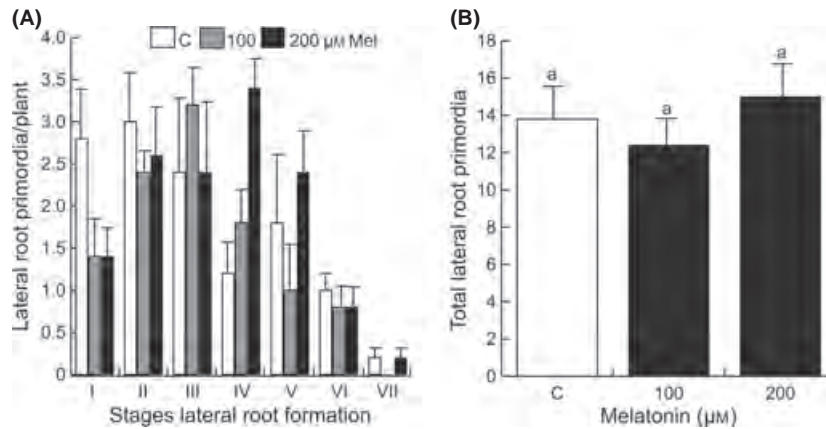 (A)
C 100 200 µM Mel
Lateral root primordia/plant
4.0
3.5
3.0
2.5
2.0
1.5
1.0
0.5
0
I II III IV V VI VII
Stages lateral root formation
(B)
Total lateral root primordia
18
16
14
12
10
8
6
4
2
0
a a a
C 100 200
Melatonin (µM)